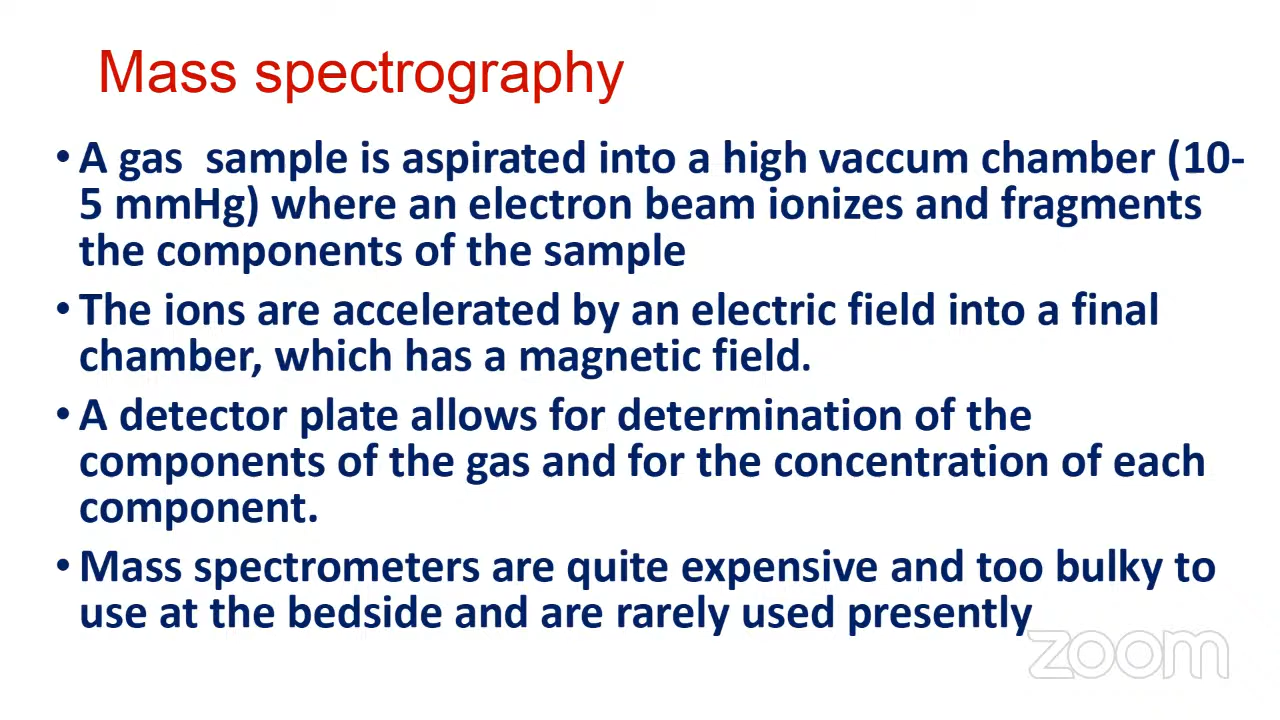 Mass spectrography
• A gas  sample is aspirated into a high vaccum chamber (10-
5 mmHg) where an electron beam ionizes and fragments
the components of the sample
• The ions are accelerated by an electric field into a final
chamber, which has a magnetic field.
• A detector plate allows for determination of the
components of the gas and for the concentration of each
component.
• Mass spectrometers are quite expensive and too bulky to
use at the bedside and are rarely used presently
zoom